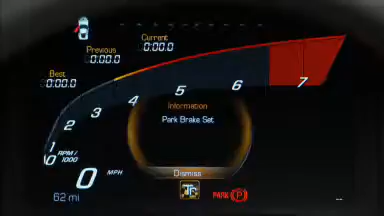 Current
0:00.0
Previous
0:00.0
Best
0:00.0
1 2 3 4 5 6 7
0
RPM /
x1000
Information
Park Brake Set
0 MPH
Dismiss
62 mi
PARK P
--